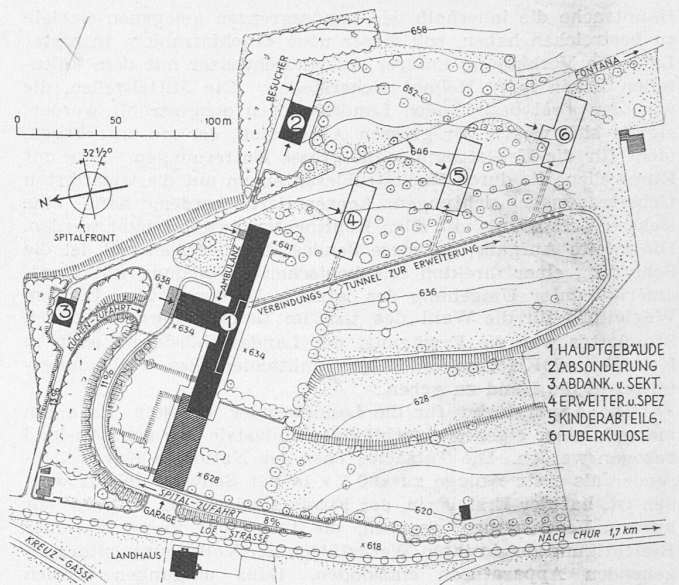 658
FONTANA
BESUCHER
652
0
50
100 m
2
6
32½°
646
5
N
4
SPITALFRONT
AMBULANZ
×641
638
×
VERBINDUNGS-TUNNEL ZUR ERWEITERUNG
636
3
KÜCHEN-ZUFAHRT
×634
1
×634
11%
1 HAUPTGEBÄUDE
2 ABSONDERUNG
3 ABDANK. u. SEKT.
4 ERWEITER. u. SPEZ
5 KINDERABTEILG.
6 TUBERKULOSE
628
×628
SPITAL-ZUFAHRT
8%
GARAGE
620
LOË-STRASSE
×618
NACH CHUR 1,7 km
KREUZ-GASSE
LANDHAUS